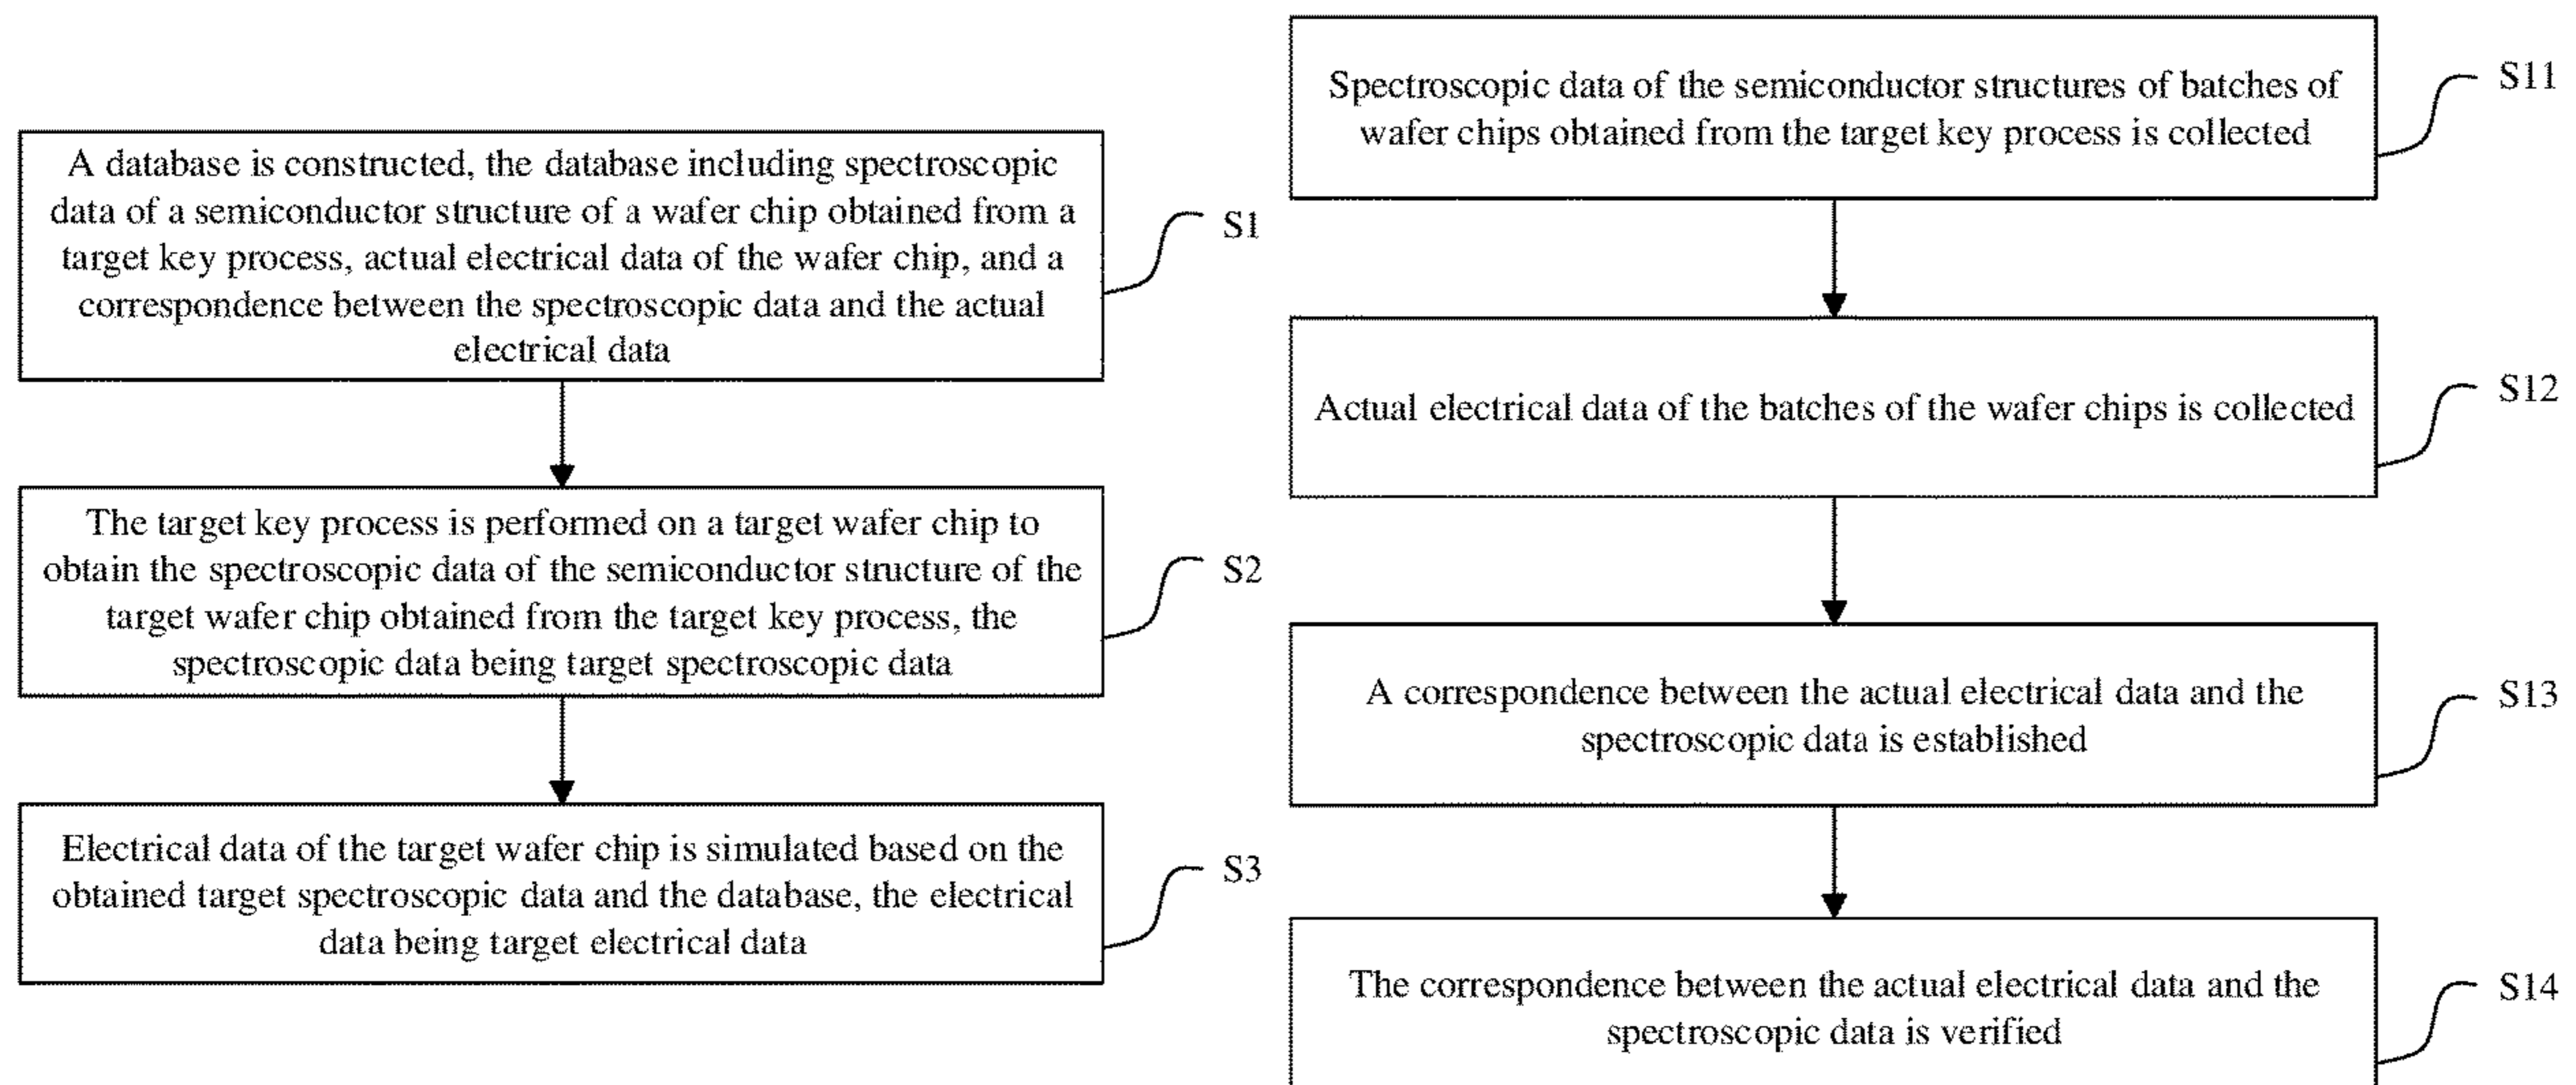 A database is constructed, the database including spectroscopic
data of a semiconductor structure of a wafer chip obtained from a
target key process, actual electrical data of the wafer chip, and a
correspondence between the spectroscopic data and the actual
electrical data
S1
The target key process is performed on a target wafer chip to
obtain the spectroscopic data of the semiconductor structure of the
target wafer chip obtained from the target key process, the
spectroscopic data being target spectroscopic data
S2
Electrical data of the target wafer chip is simulated based on the
obtained target spectroscopic data and the database, the electrical
data being target electrical data
S3
Spectroscopic data of the semiconductor structures of batches of
wafer chips obtained from the target key process is collected
S11
Actual electrical data of the batches of the wafer chips is collected
S12
A correspondence between the actual electrical data and the
spectroscopic data is established
S13
The correspondence between the actual electrical data and the
spectroscopic data is verified
S14